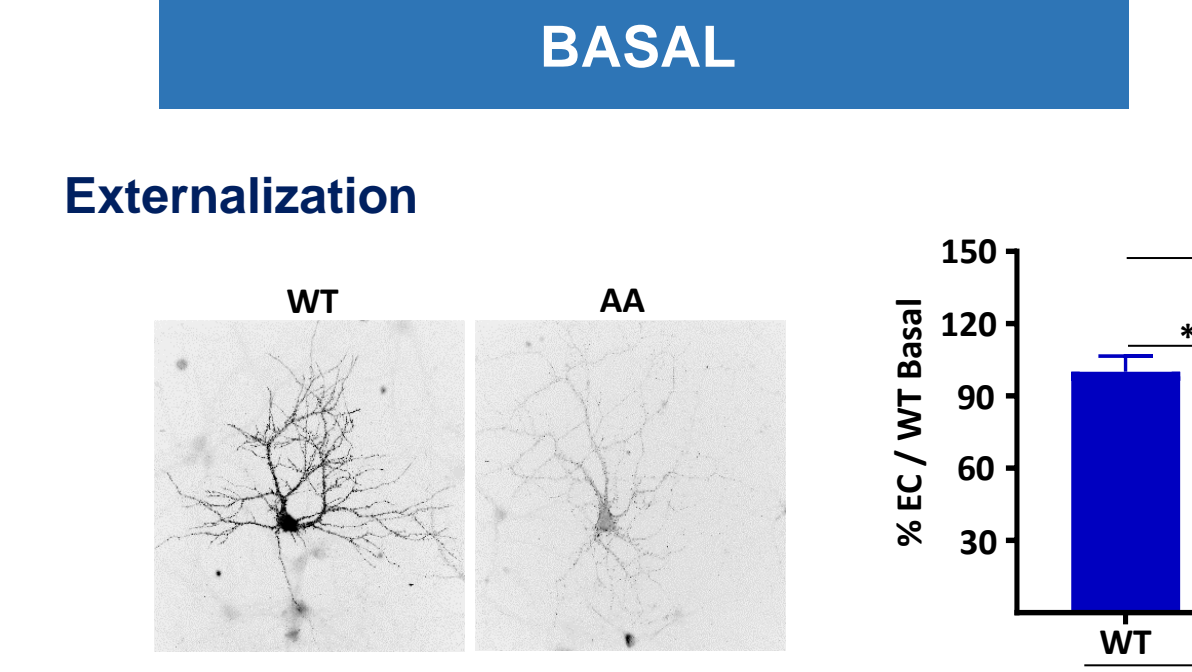 BASAL
Externalization
WT
AA
% EC / WT Basal
150
120
90
60
30
*
WT